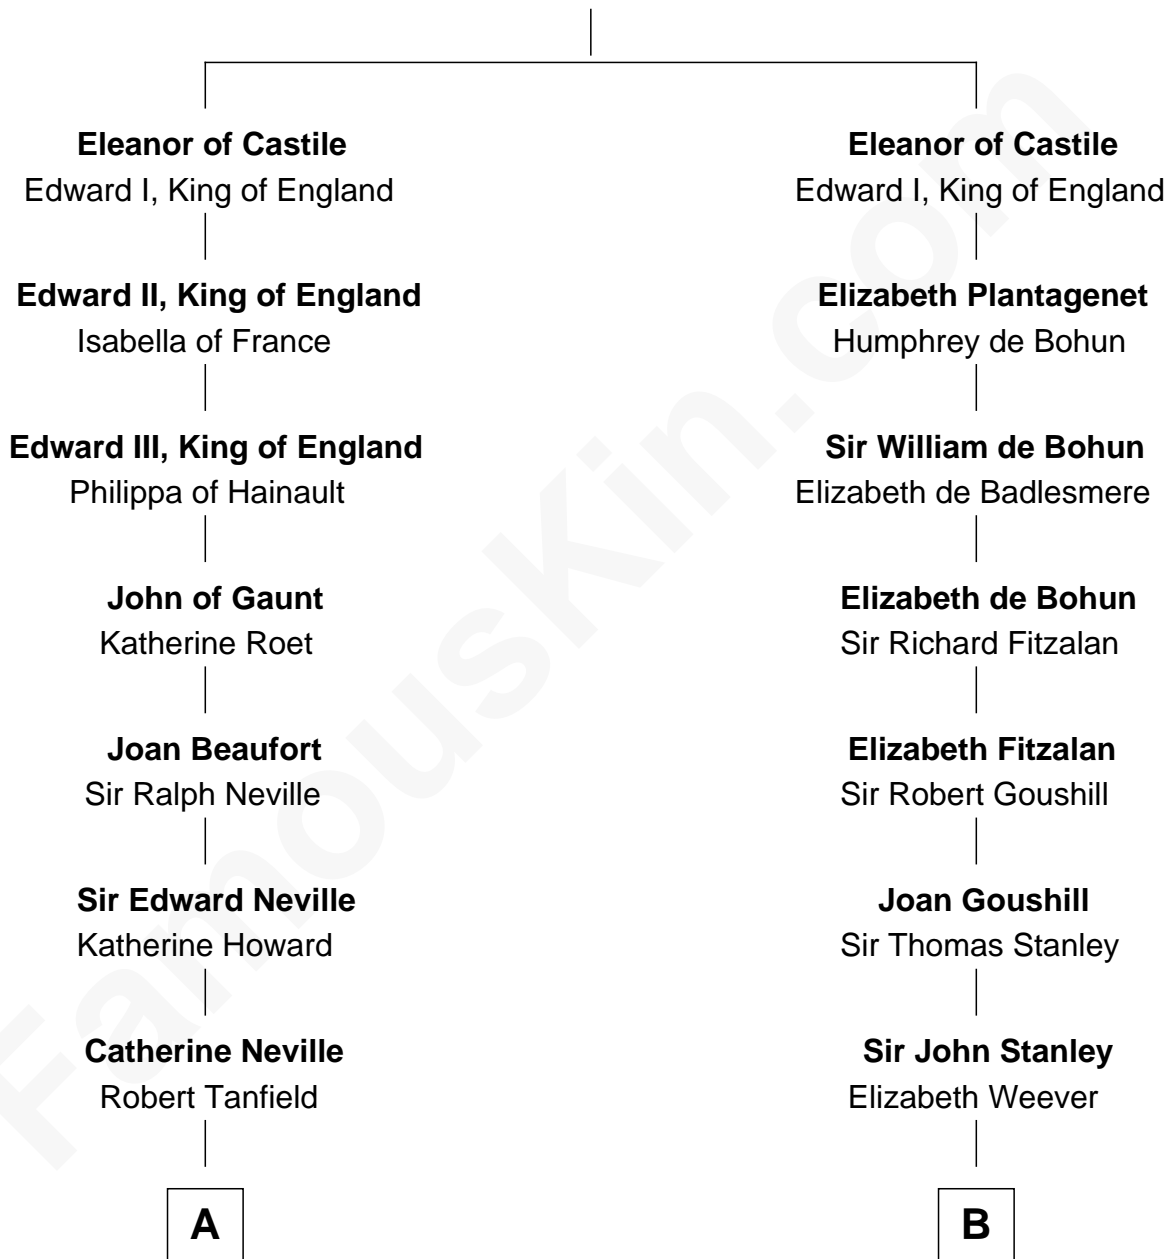 Eleanor of Castile
Edward I, King of England
Edward II, King of England
Isabella of France
Edward III, King of England
Philippa of Hainault
John of Gaunt
Katherine Roet
Joan Beaufort
Sir Ralph Neville
Sir Edward Neville
Katherine Howard
Catherine Neville
Robert Tanfield
A
Eleanor of Castile
Edward I, King of England
Elizabeth Plantagenet
Humphrey de Bohun
Sir William de Bohun
Elizabeth de Badlesmere
Elizabeth de Bohun
Sir Richard Fitzalan
Elizabeth Fitzalan
Sir Robert Goushill
Joan Goushill
Sir Thomas Stanley
Sir John Stanley
Elizabeth Weever
B
FamousKin.com